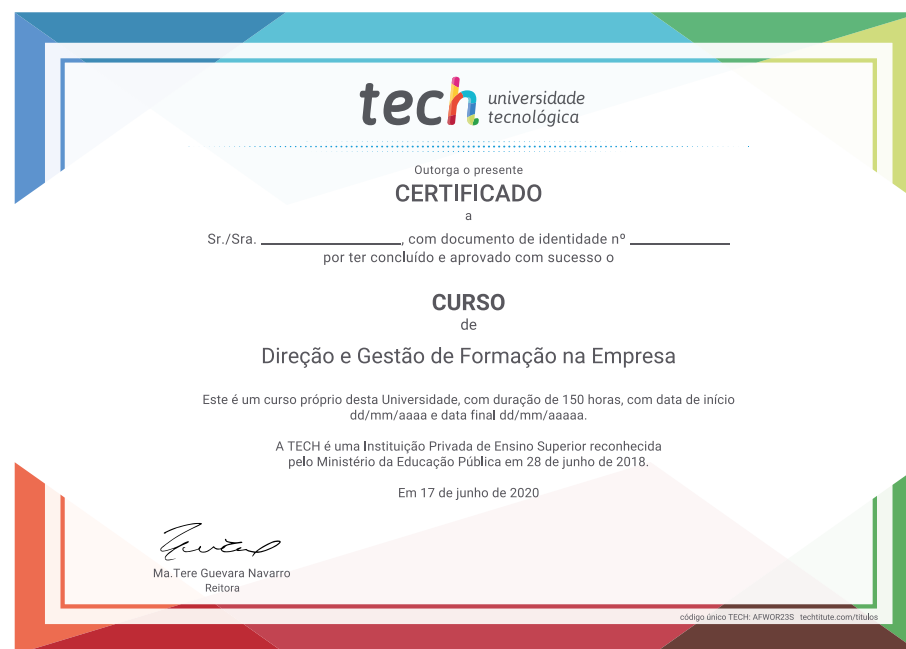 tech universidade
tecnológica
Outorga o presente
CERTIFICADO
a
Sr./Sra. ____________, com documento de identidade nº ____________
por ter concluído e aprovado com sucesso o
CURSO
de
Direção e Gestão de Formação na Empresa
Este é um curso próprio desta Universidade, com duração de 150 horas, com data de início
dd/mm/aaaa e data final dd/mm/aaaaa.
A TECH é uma Instituição Privada de Ensino Superior reconhecida
pelo Ministério da Educação Pública em 28 de junho de 2018.
Em 17 de junho de 2020
Ma.Tere Guevara Navarro
Reitora
código único TECH: AFWOR23S techtitute.com/titulos